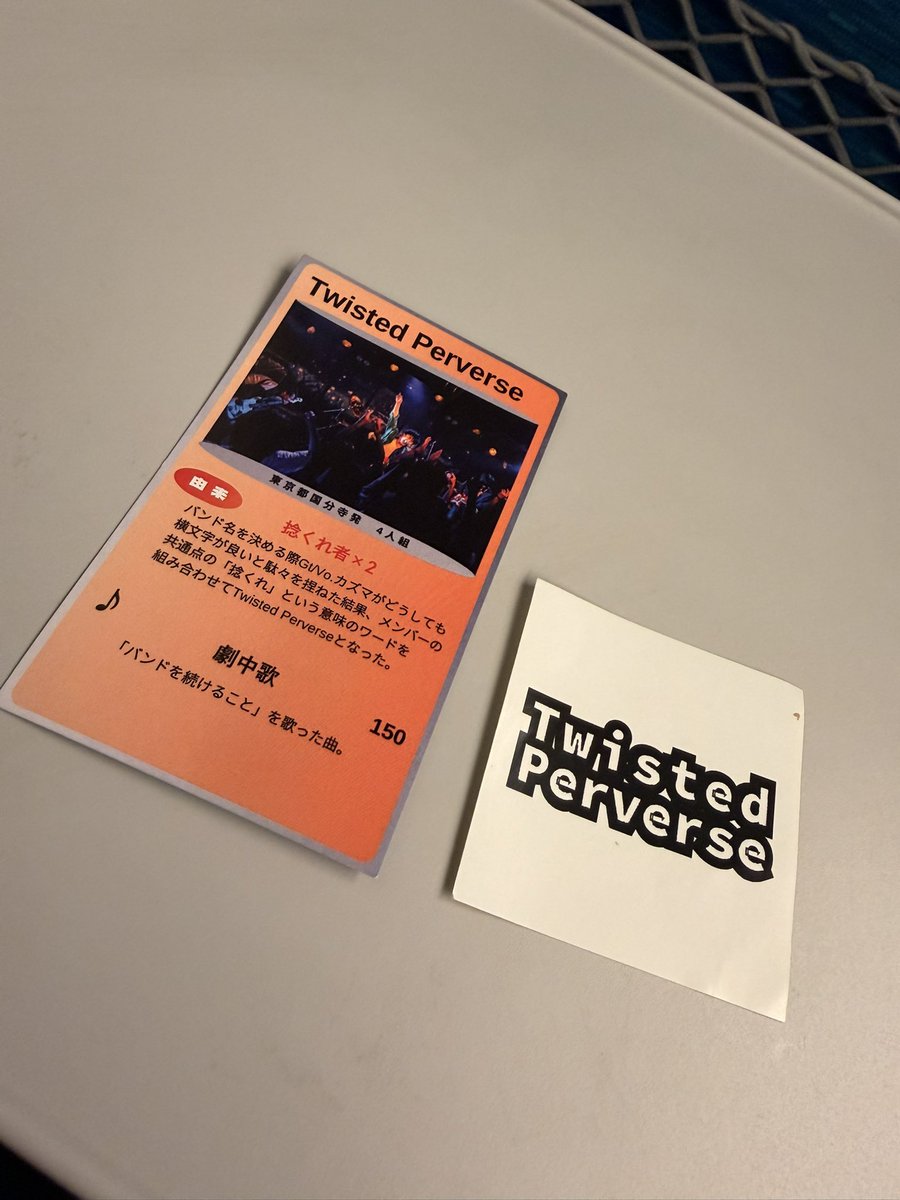 Twisted Perverse
東京都国分寺発 4人組
由来
捻くれ者×2
バンド名を決める際Gt/Vo.カズマがどうしても
横文字が良いと駄々を捏ねた結果、メンバーの
共通点の「捻くれ」という意味のワードを
組み合わせてTwisted Perverseとなった。
♪
劇中歌
150
「バンドを続けること」を歌った曲。
Twisted
Perverse